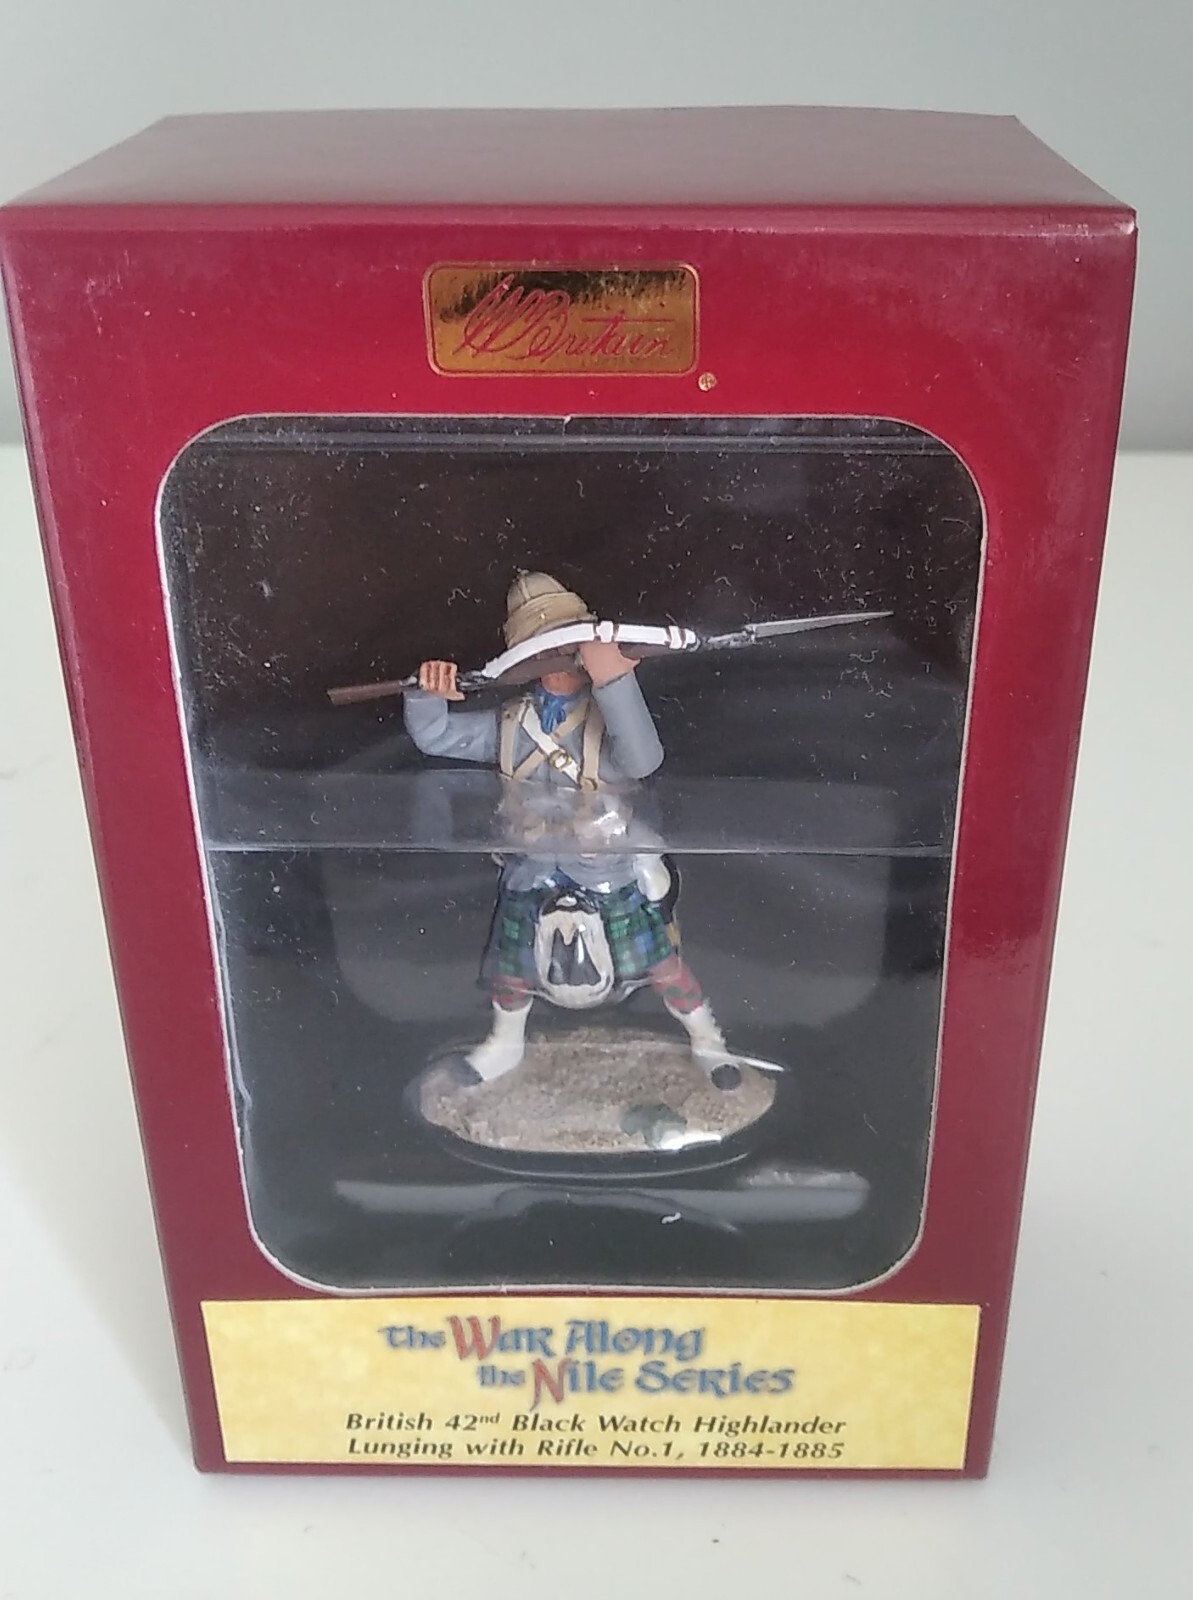 W Britain
®
The War Along
the Nile Series
British 42nd Black Watch Highlander
Lunging with Rifle No.1, 1884-1885